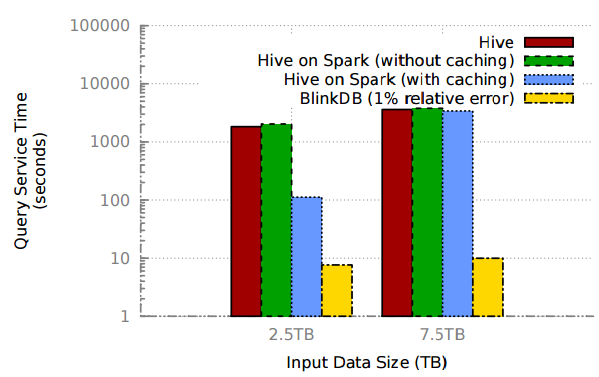 100000
10000
1000
100
10
1
Query Service Time
(seconds)
Hive
Hive on Spark (without caching)
Hive on Spark (with caching)
BlinkDB (1% relative error)
2.5TB
7.5TB
Input Data Size (TB)